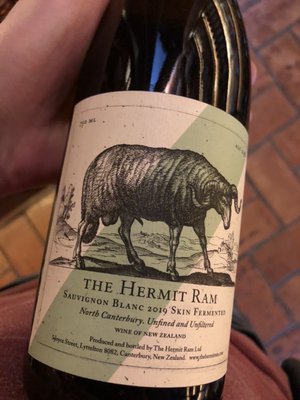 750 ML
THE HERMIT RAM
SAUVIGNON BLANC 2019 SKIN FERMENTED
North Canterbury. Unfined and Unfiltered
WINE OF NEW ZEALAND
Produced and bottled by The Hermit Ram Ltd
Street, Lyttelton 8082, Canterbury, New Zealand.